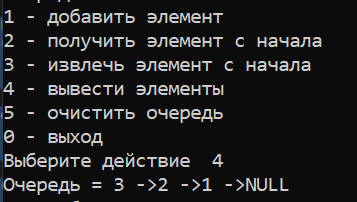 1 - добавить элемент
2 - получить элемент с начала
3 - извлечь элемент с начала
4 - вывести элементы
5 - очистить очередь
0 - выход
Выберите действие  4
Очередь = 3 ->2 ->1 ->NULL